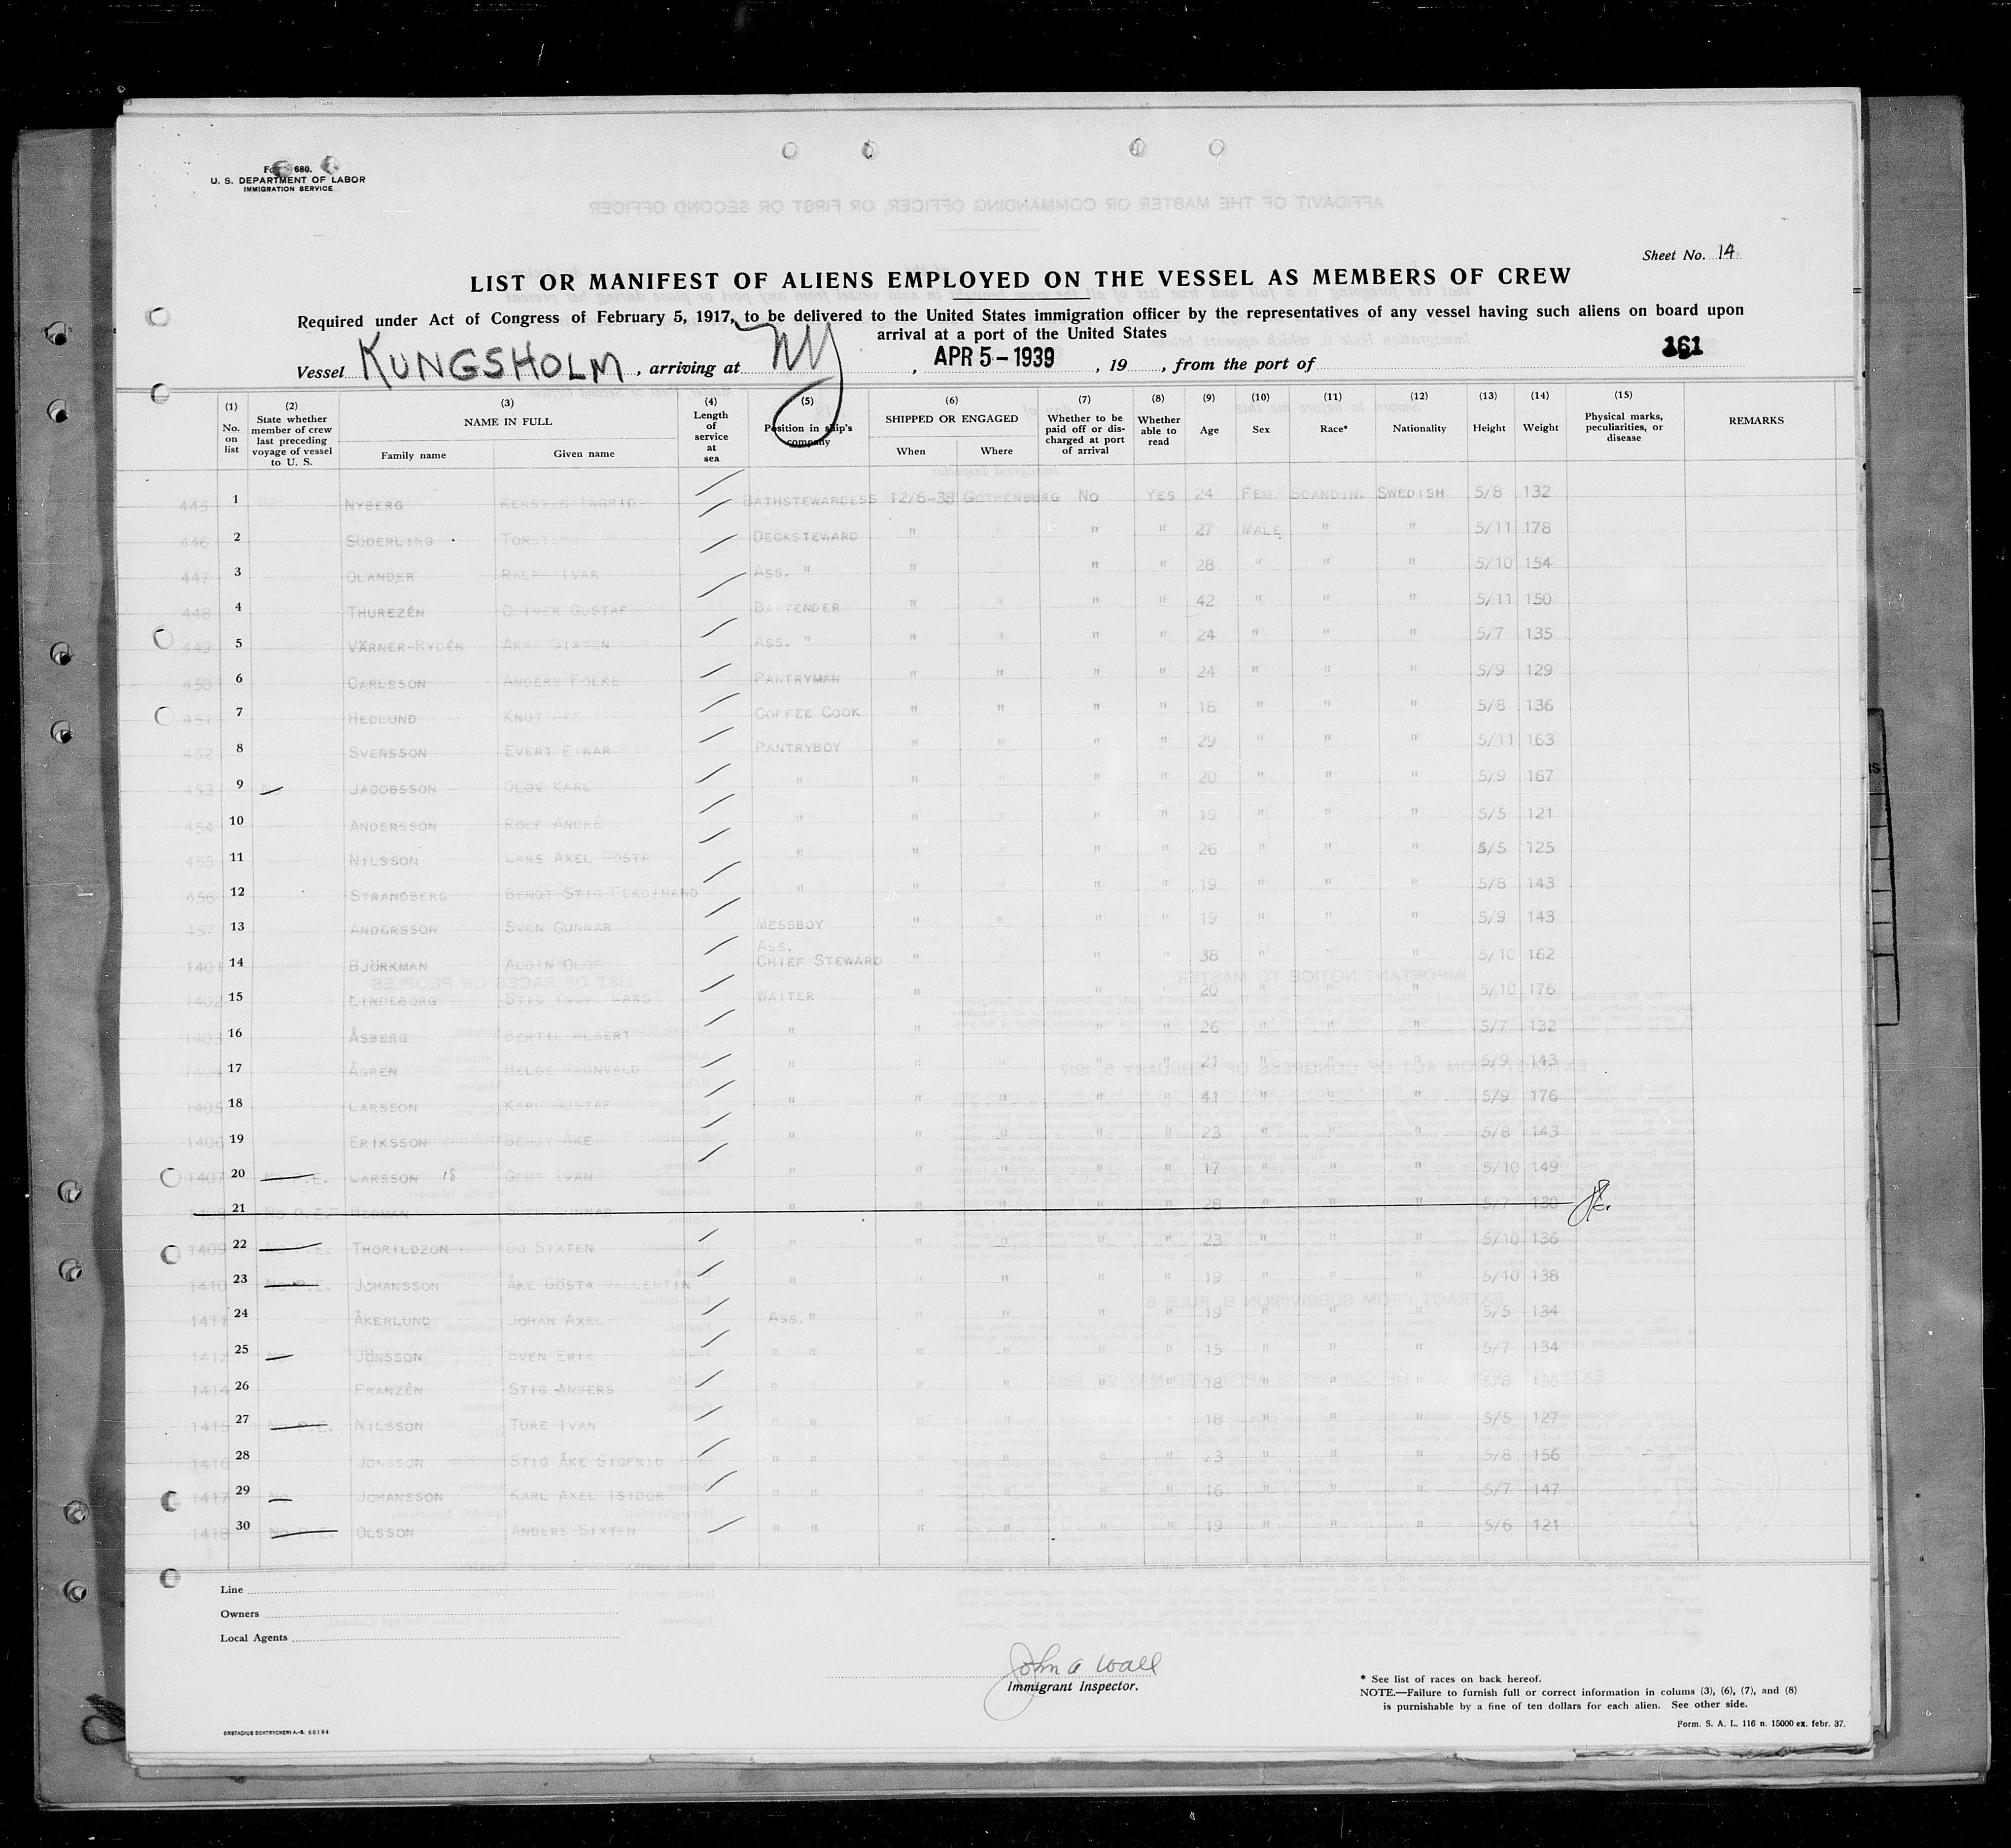 Form 680.
U. S. DEPARTMENT OF LABOR
IMMIGRATION SERVICE
Sheet No. 14
LIST OR MANIFEST OF ALIENS EMPLOYED ON THE VESSEL AS MEMBERS OF CREW
Required under Act of Congress of February 5, 1917, to be delivered to the United States immigration officer by the representatives of any vessel having such aliens on board upon
arrival at a port of the United States
161
Vessel KUNGSHOLM, arriving at NY, APR 5 - 1939, 19, from the port of
(1) No. on list (2) State whether member of crew last preceding voyage of vessel to U. S. (3) NAME IN FULL Family name Given name (4) Length of service at sea (5) Position in ship's company (6) SHIPPED OR ENGAGED When Where (7) Whether to be paid off or discharged at port of arrival (8) Whether able to read (9) Age (10) Sex (11) Race* (12) Nationality (13) Height (14) Weight (15) Physical marks, peculiarities, or disease REMARKS
445 1 NYBERG KERSTIN INGRID BATHSTEWARDESS 12/6-38 GOTHENBURG NO YES 24 FEM. SCANDIN. SWEDISH 5/8 132
446 2 SÖDERLING DECKSTEWARD " " " " 27 MALE " " 5/11 178
447 3 OLANDER RALF IVAR ASS. " " " " " 28 " " " 5/10 154
448 4 THUREZÉN OLIVER GUSTAF BARTENDER " " " " 42 " " " 5/11 150
449 5 VÄRNER-RYDÉN ARNE SIXTEN ASS. " " " " " 24 " " " 5/7 135
450 6 CARLSSON ANDERS FOLKE PANTRYMAN " " " " 24 " " " 5/9 129
451 7 HEDLUND KNUT ÅKE COFFEE COOK " " " " 18 " " " 5/8 136
452 8 SVENSSON EVERT EINAR PANTRYBOY " " " " 29 " " " 5/11 163
453 9 JACOBSSON OLOV KARL " " " " " 20 " " " 5/9 167
454 10 ANDERSSON ROLF ANDRÉ " " " " " 19 " " " 5/5 121
455 11 NILSSON LARS AXEL GÖSTA " " " " " 26 " " " 5/5 125
456 12 STRANDBERG BENGT STIG FERDINAND " " " " " 19 " " " 5/8 143
457 13 ANDERSSON SVEN GUNNAR MESSBOY " " " " 19 " " " 5/9 143
1401 14 BJÖRKMAN ALBIN OLOF ASS. CHIEF STEWARD " " " " 38 " " " 5/10 162
1402 15 LINDEBORG STIG YNGV. LARS WAITER " " " " 20 " " " 5/10 176
1403 16 ÅSBERG BERTIL ALBERT " " " " " 26 " " " 5/7 132
1404 17 ÅGREN HELGE RAGNVALD " " " " " 21 " " " 5/9 143
1405 18 LARSSON KARL GUSTAF " " " " " 41 " " " 5/9 176
1406 19 ERIKSSON BENGT ÅKE " " " " " 23 " " " 5/8 143
1407 20 NO P.E. LARSSON 18 GERT IVAN " " " " " 17 " " " 5/10 149
1408 21 NO P.E. HEDMAN SVEN GUNNAR " " " " " 28 " " " 5/7 130
1409 22 NO P.E. THORILDZON BO SIXTEN " " " " " 23 " " " 5/10 136
1410 23 NO P.E. JOHANSSON ÅKE GÖSTA VALLENTIN " " " " " 19 " " " 5/10 138
1411 24 ÅKERLUND JOHAN AXEL ASS. " " " " " 19 " " " 5/5 134
1412 25 NO JÖNSSON SVEN ERIK " " " " " " 15 " " " 5/7 134
1414 26 FRANZÉN STIG ANDERS " " " " " " 18 " " " 5/8 136
1415 27 NO P.E. NILSSON TURE IVAN " " " " " " 18 " " " 5/5 127
1416 28 JONSSON STIG ÅKE SIGFRID " " " " " " 23 " " " 5/8 156
1417 29 NO JOHANSSON KARL AXEL ISIDOR " " " " " " 16 " " " 5/7 147
1418 30 NO P.E. OLSSON ANDERS SIXTEN " " " " " " 19 " " " 5/6 121
Line
Owners
Local Agents
John A Wall
Immigrant Inspector.
* See list of races on back hereof.
NOTE.—Failure to furnish full or correct information in colums (3), (6), (7), and (8)
is punishable by a fine of ten dollars for each alien. See other side.
Form. S. A. L. 116 n. 15000 ex. febr. 37.